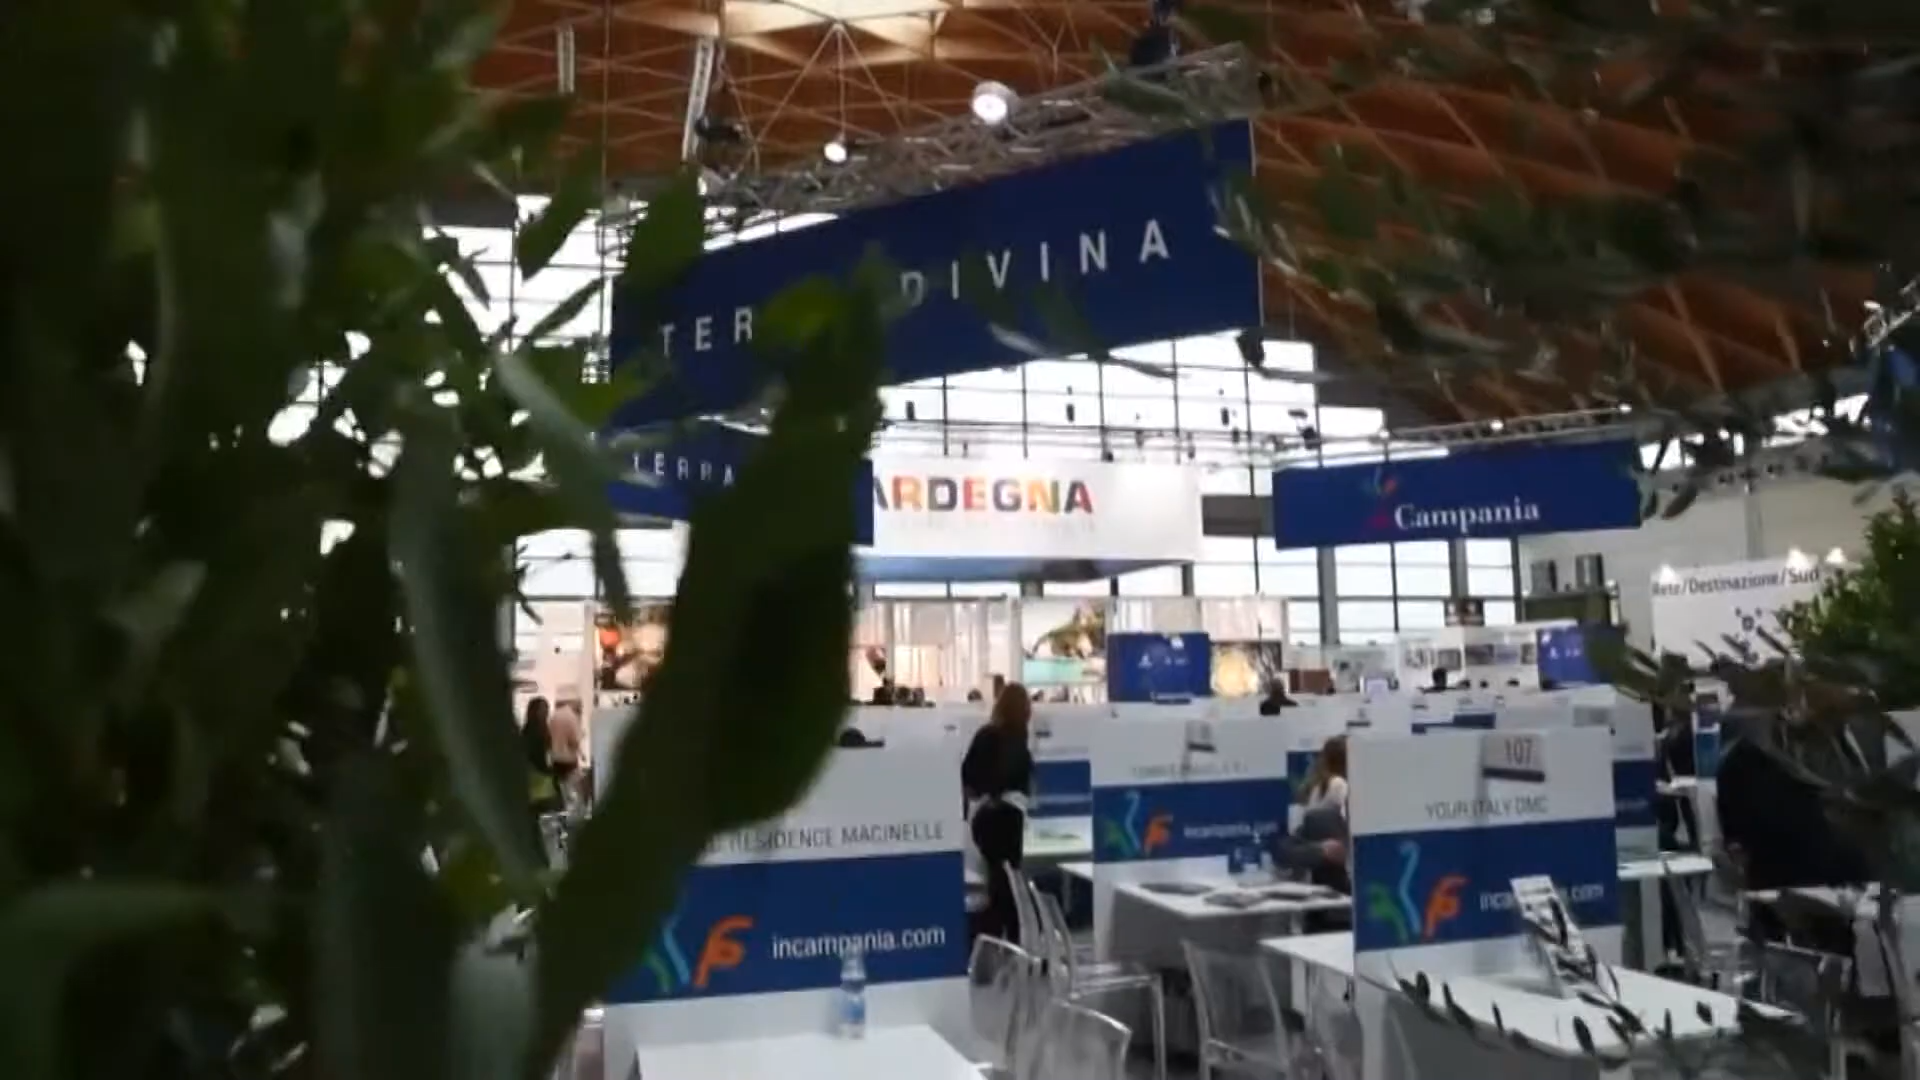 TER DIVINA
TERRA
ARDEGNA
Campania
Rete/Destinazione/Sud
107
YOUR ITALY DMC
RESIDENCE MACINELLE
incampania.com
incampania.com